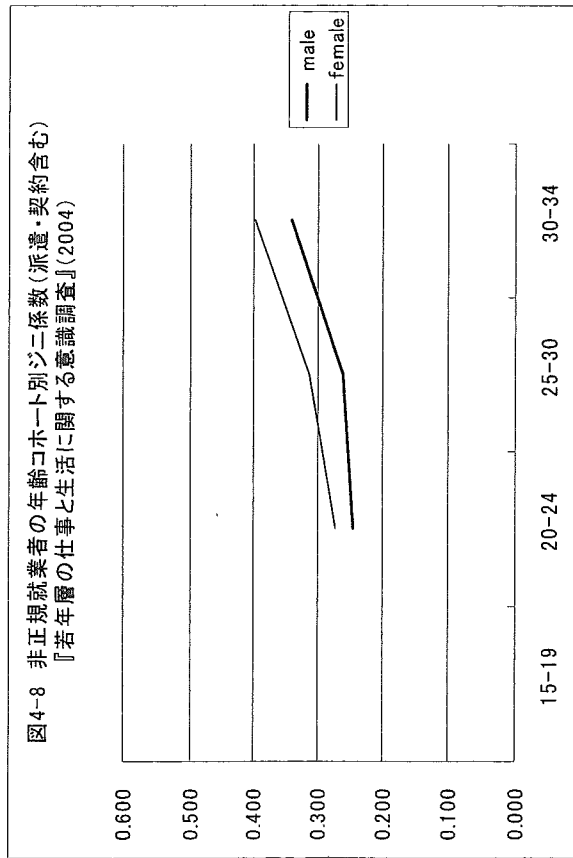 図4-8 非正規就業者の年齢コホート別ジニ係数(派遣・契約含む)
『若年層の仕事と生活に関する意識調査』(2004)
0.600
0.500
0.400
0.300
0.200
0.100
0.000
15-19
20-24
25-30
30-34
male
female